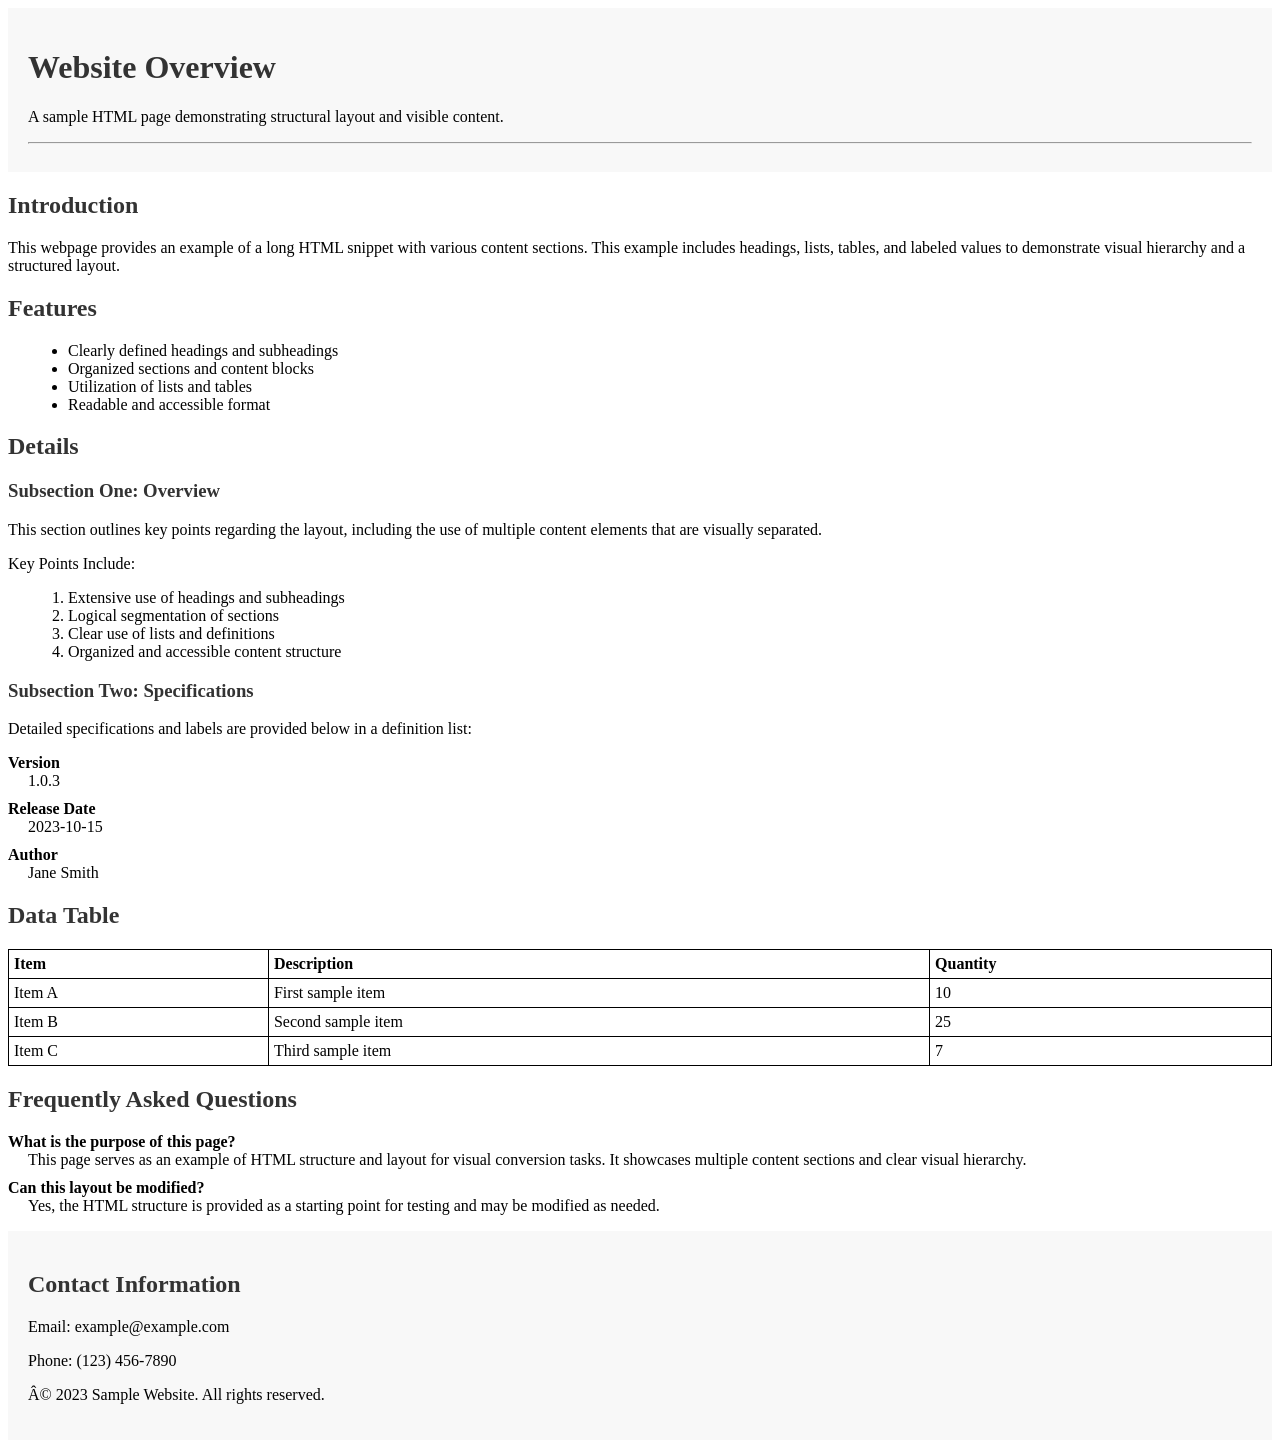 Website Overview
A sample HTML page demonstrating structural layout and visible content.
Introduction
This webpage provides an example of a long HTML snippet with various content sections. This example includes headings, lists, tables, and labeled values to demonstrate visual hierarchy and a
structured layout.
Features
• Clearly defined headings and subheadings
• Organized sections and content blocks
• Utilization of lists and tables
• Readable and accessible format
Details
Subsection One: Overview
This section outlines key points regarding the layout, including the use of multiple content elements that are visually separated.
Key Points Include:
1. Extensive use of headings and subheadings
2. Logical segmentation of sections
3. Clear use of lists and definitions
4. Organized and accessible content structure
Subsection Two: Specifications
Detailed specifications and labels are provided below in a definition list:
Version
1.0.3
Release Date
2023-10-15
Author
Jane Smith
Data Table
Item Description Quantity
Item A First sample item 10
Item B Second sample item 25
Item C Third sample item 7
Frequently Asked Questions
What is the purpose of this page?
This page serves as an example of HTML structure and layout for visual conversion tasks. It showcases multiple content sections and clear visual hierarchy.
Can this layout be modified?
Yes, the HTML structure is provided as a starting point for testing and may be modified as needed.
Contact Information
Email: example@example.com
Phone: (123) 456-7890
Â© 2023 Sample Website. All rights reserved.